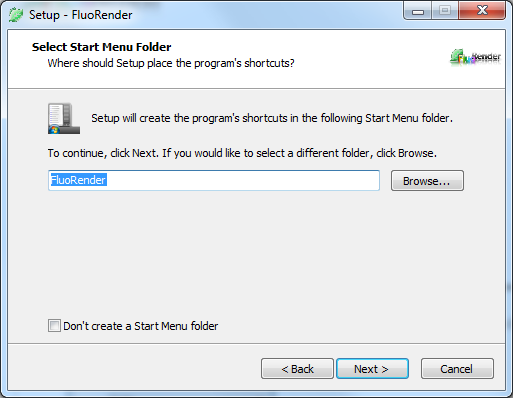 Setup - FluoRender
Select Start Menu Folder
Where should Setup place the program's shortcuts?
FluoRender
Setup will create the program's shortcuts in the following Start Menu folder.
To continue, click Next. If you would like to select a different folder, click Browse.
FluoRender
Browse...
Don't create a Start Menu folder
< Back
Next >
Cancel